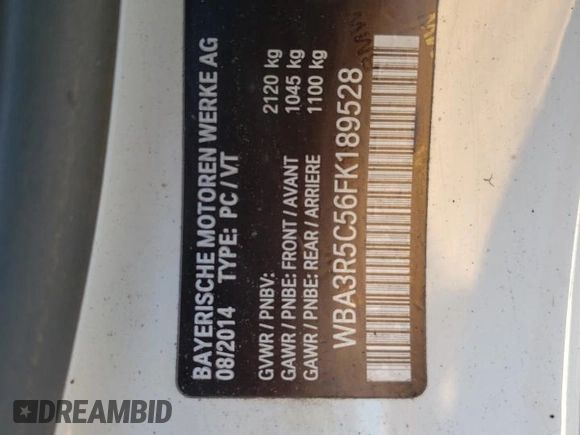 BAYERISCHE MOTOREN WERKE AG
08/2014 TYPE: PC/VT
GVWR / PNBV: 2120 kg
GAWR / PNBE: FRONT / AVANT 1045 kg
GAWR / PNBE: REAR / ARRIERE 1100 kg
WBA3R5C56FK189528
DREAMBID